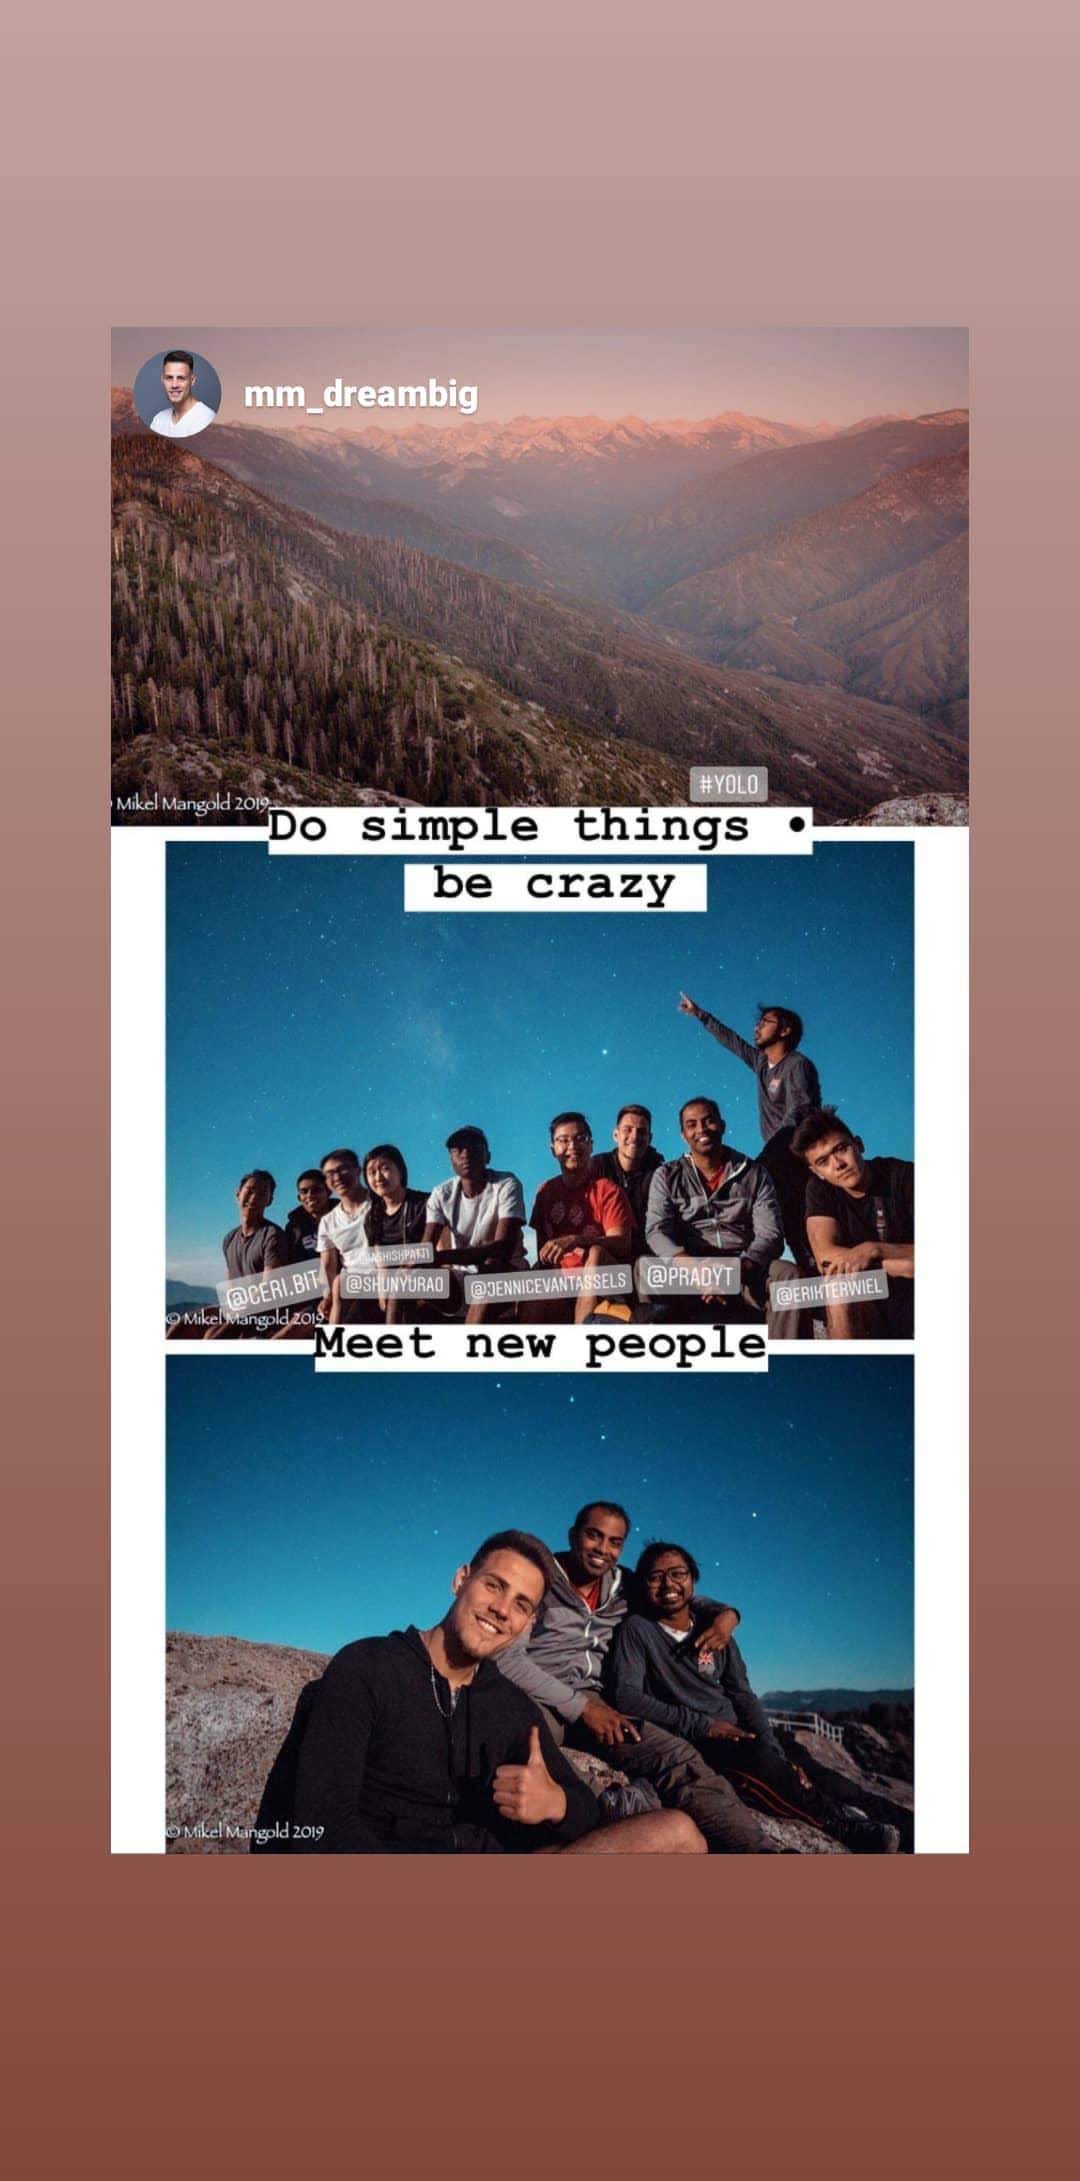 mm_dreambig
#YOLO
Mikel Mangold 2019
Do simple things •
be crazy
@SHUNYURAO
@JENNICEVANTASSELS
@PRADYT
@CERI.BIT
@ERIKTERWIEL
© Mikel Mangold 2019
Meet new people
© Mikel Mangold 2019